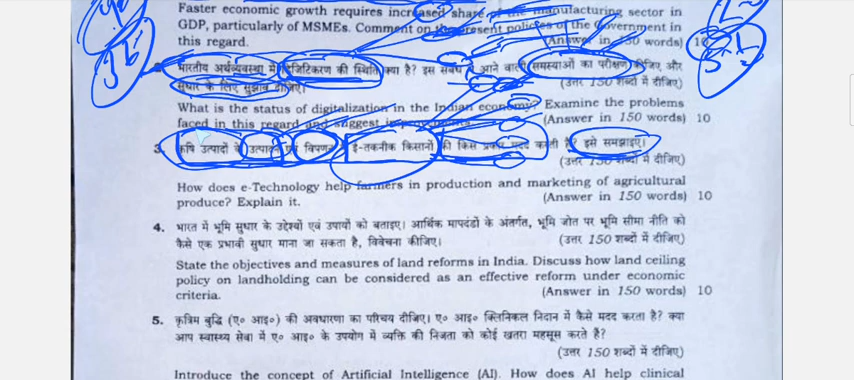 Faster economic growth requires increased share of the manufacturing sector in
GDP, particularly of MSMEs. Comment on the present policies of the Government in
this regard. (Answer in 150 words) 10
भारतीय अर्थव्यवस्था में डिजिटिकरण की स्थिति क्या है? इस संबंध में आने वाली समस्याओं का परीक्षण कीजिए और
सुधार के लिए सुझाव दीजिए। (उत्तर 150 शब्दों में दीजिए)
What is the status of digitalization in the Indian economy? Examine the problems
faced in this regard and suggest improvements. (Answer in 150 words) 10
3. कृषि उत्पादों के उत्पादन एवं विपणन में ई-तकनीक किसानों की किस प्रकार मदद करती है? इसे समझाइए।
(उत्तर 150 शब्दों में दीजिए)
How does e-Technology help farmers in production and marketing of agricultural
produce? Explain it. (Answer in 150 words) 10
4. भारत में भूमि सुधार के उद्देश्यों एवं उपायों को बताइए। आर्थिक मापदंडों के अंतर्गत, भूमि जोत पर भूमि सीमा नीति को
कैसे एक प्रभावी सुधार माना जा सकता है, विवेचना कीजिए। (उत्तर 150 शब्दों में दीजिए)
State the objectives and measures of land reforms in India. Discuss how land ceiling
policy on landholding can be considered as an effective reform under economic
criteria. (Answer in 150 words) 10
5. कृत्रिम बुद्धि (ए० आइ०) की अवधारणा का परिचय दीजिए। ए० आइ० क्लिनिकल निदान में कैसे मदद करता है? क्या
आप स्वास्थ्य सेवा में ए० आइ० के उपयोग में व्यक्ति की निजता को कोई खतरा महसूस करते हैं?
(उत्तर 150 शब्दों में दीजिए)
Introduce the concept of Artificial Intelligence (AI). How does AI help clinical